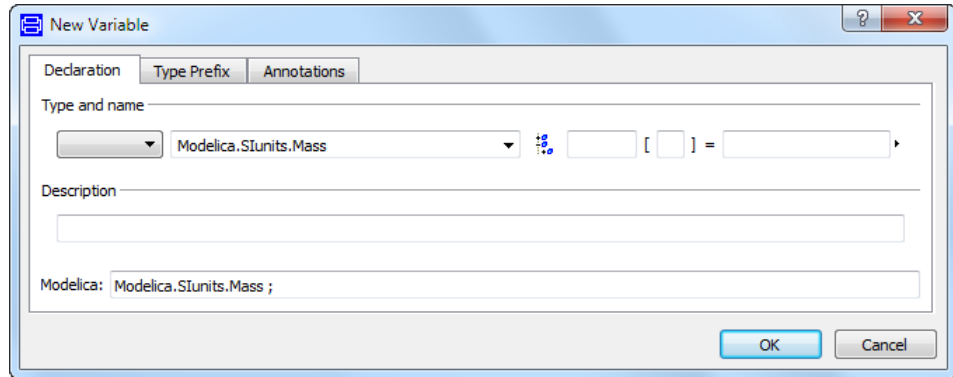 New Variable
Declaration Type Prefix Annotations
Type and name
Modelica.SIunits.Mass [ ] =
Description
Modelica: Modelica.SIunits.Mass ;
OK Cancel